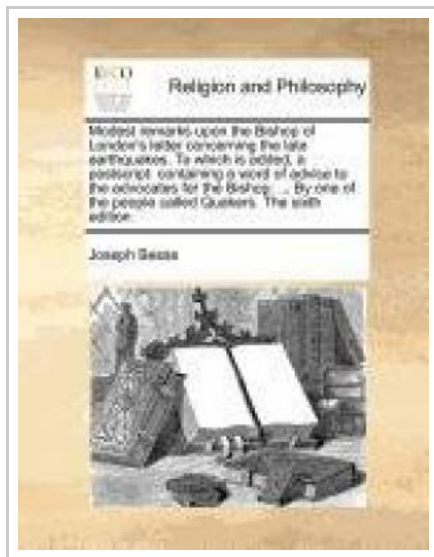 ECCO
Religion and Philosophy
Modest remarks upon the Bishop of
London's letter concerning the late
earthquakes. To which is added, a
postscript: containing a word of advice to
the advocates for the Bishop. ... By one of
the people called Quakers. The sixth
edition.
Joseph Besse